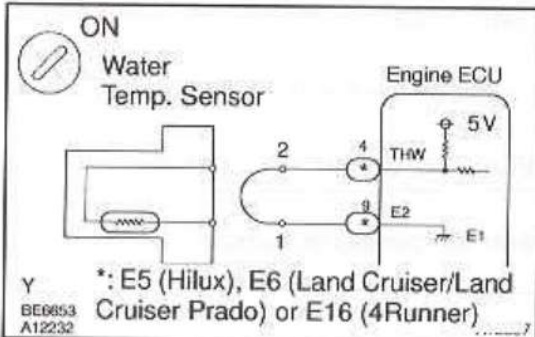 ON
Water
Temp. Sensor
Engine ECU
5 V
2
4
THW
*
9
E2
*
1
E1
*: E5 (Hilux), E6 (Land Cruiser/Land
Cruiser Prado) or E16 (4Runner)
Y
BE6653
A12232